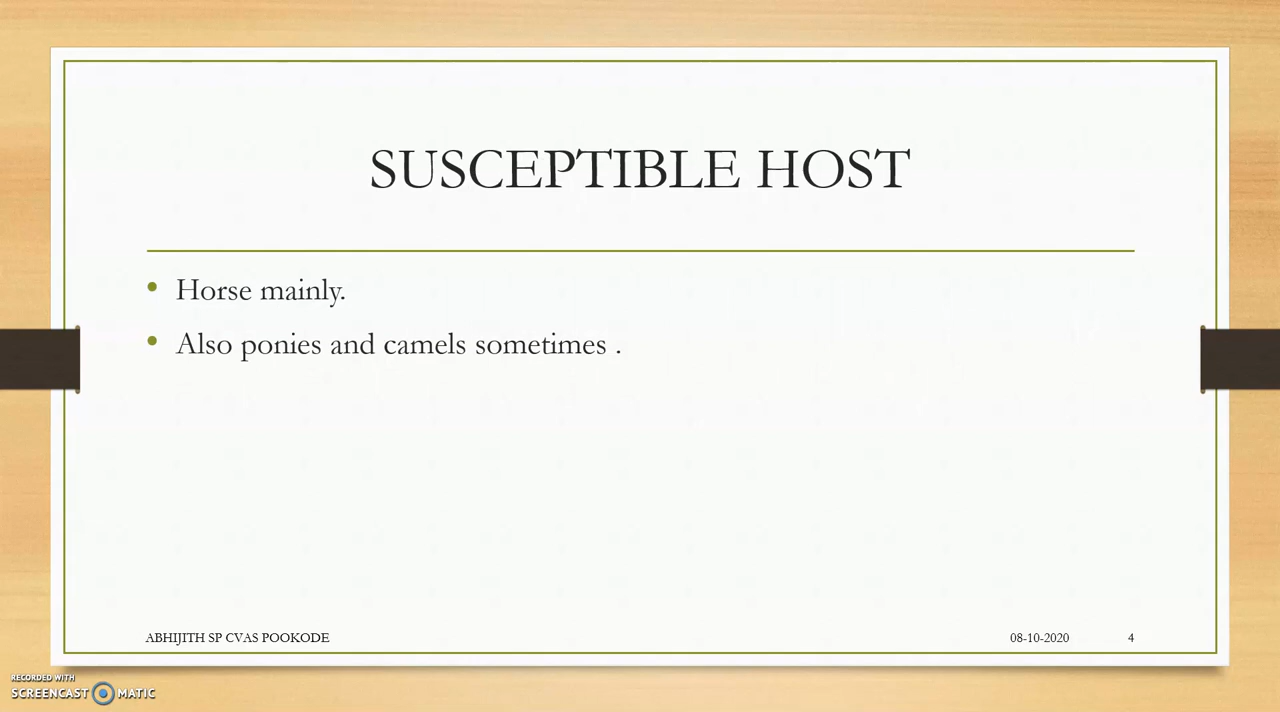 SUSCEPTIBLE HOST
• Horse mainly.
• Also ponies and camels sometimes .
ABHIJITH SP CVAS POOKODE 08-10-2020 4
RECORDED WITH
SCREENCAST MATIC